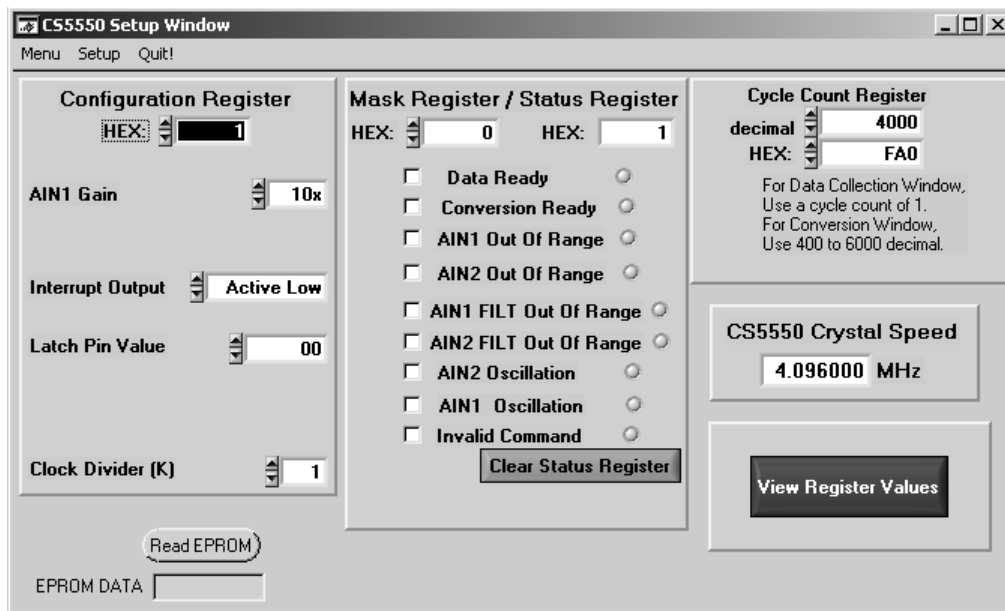 CS5550 Setup Window
Menu Setup Quit!
Configuration Register
HEX: 1
AIN1 Gain 10x
Interrupt Output Active Low
Latch Pin Value 00
Clock Divider (K) 1
Read EPROM
EPROM DATA
Mask Register / Status Register
HEX: 0 HEX: 1
Data Ready
Conversion Ready
AIN1 Out Of Range
AIN2 Out Of Range
AIN1 FILT Out Of Range
AIN2 FILT Out Of Range
AIN2 Oscillation
AIN1 Oscillation
Invalid Command
Clear Status Register
Cycle Count Register
decimal 4000
HEX: FA0
For Data Collection Window,
Use a cycle count of 1.
For Conversion Window,
Use 400 to 6000 decimal.
CS5550 Crystal Speed
4.096000 MHz
View Register Values